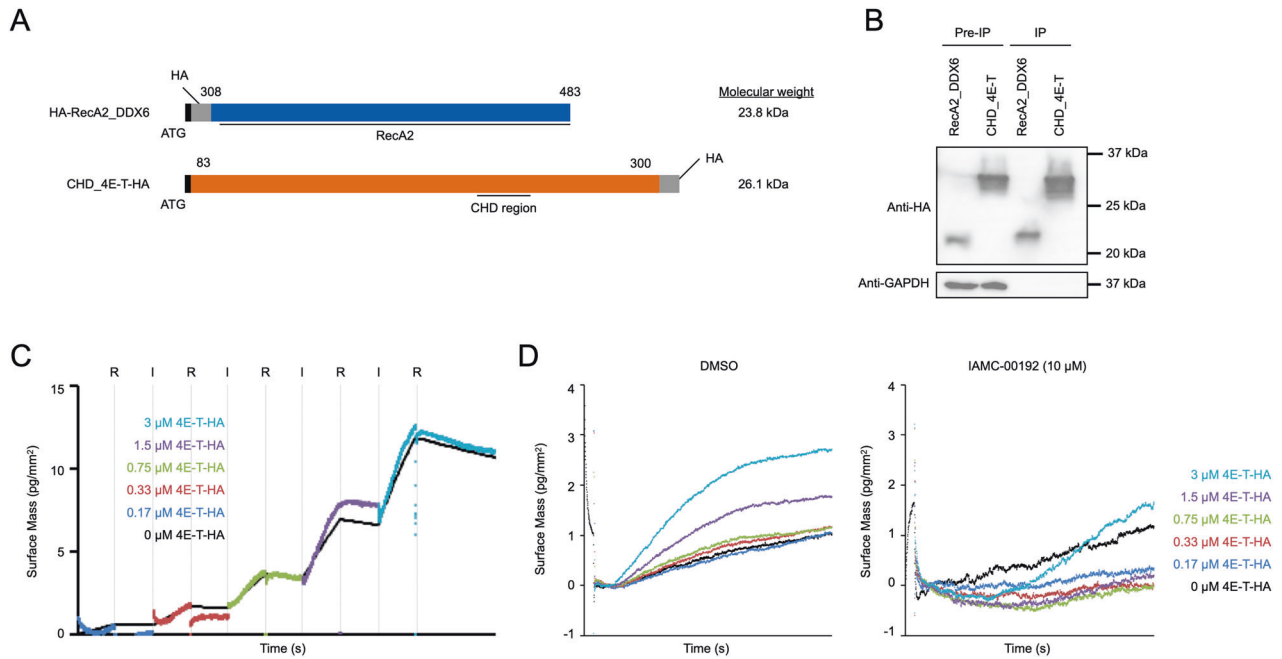 A
HA
308
483
Molecular weight
HA-RecA2_DDX6
23.8 kDa
ATG
RecA2
83
300
HA
CHD_4E-T-HA
26.1 kDa
ATG
CHD region
B
Pre-IP
IP
RecA2_DDX6
CHD_4E-T
RecA2_DDX6
CHD_4E-T
37 kDa
Anti-HA
25 kDa
20 kDa
Anti-GAPDH
37 kDa
C
R I R I R I R I R
15
10
5
0
Surface Mass (pg/mm²)
3 µM 4E-T-HA
1.5 µM 4E-T-HA
0.75 µM 4E-T-HA
0.33 µM 4E-T-HA
0.17 µM 4E-T-HA
0 µM 4E-T-HA
Time (s)
D
DMSO
4
3
2
1
0
-1
Surface Mass (pg/mm²)
Time (s)
IAMC-00192 (10 µM)
4
3
2
1
0
-1
Surface Mass (pg/mm²)
Time (s)
3 µM 4E-T-HA
1.5 µM 4E-T-HA
0.75 µM 4E-T-HA
0.33 µM 4E-T-HA
0.17 µM 4E-T-HA
0 µM 4E-T-HA